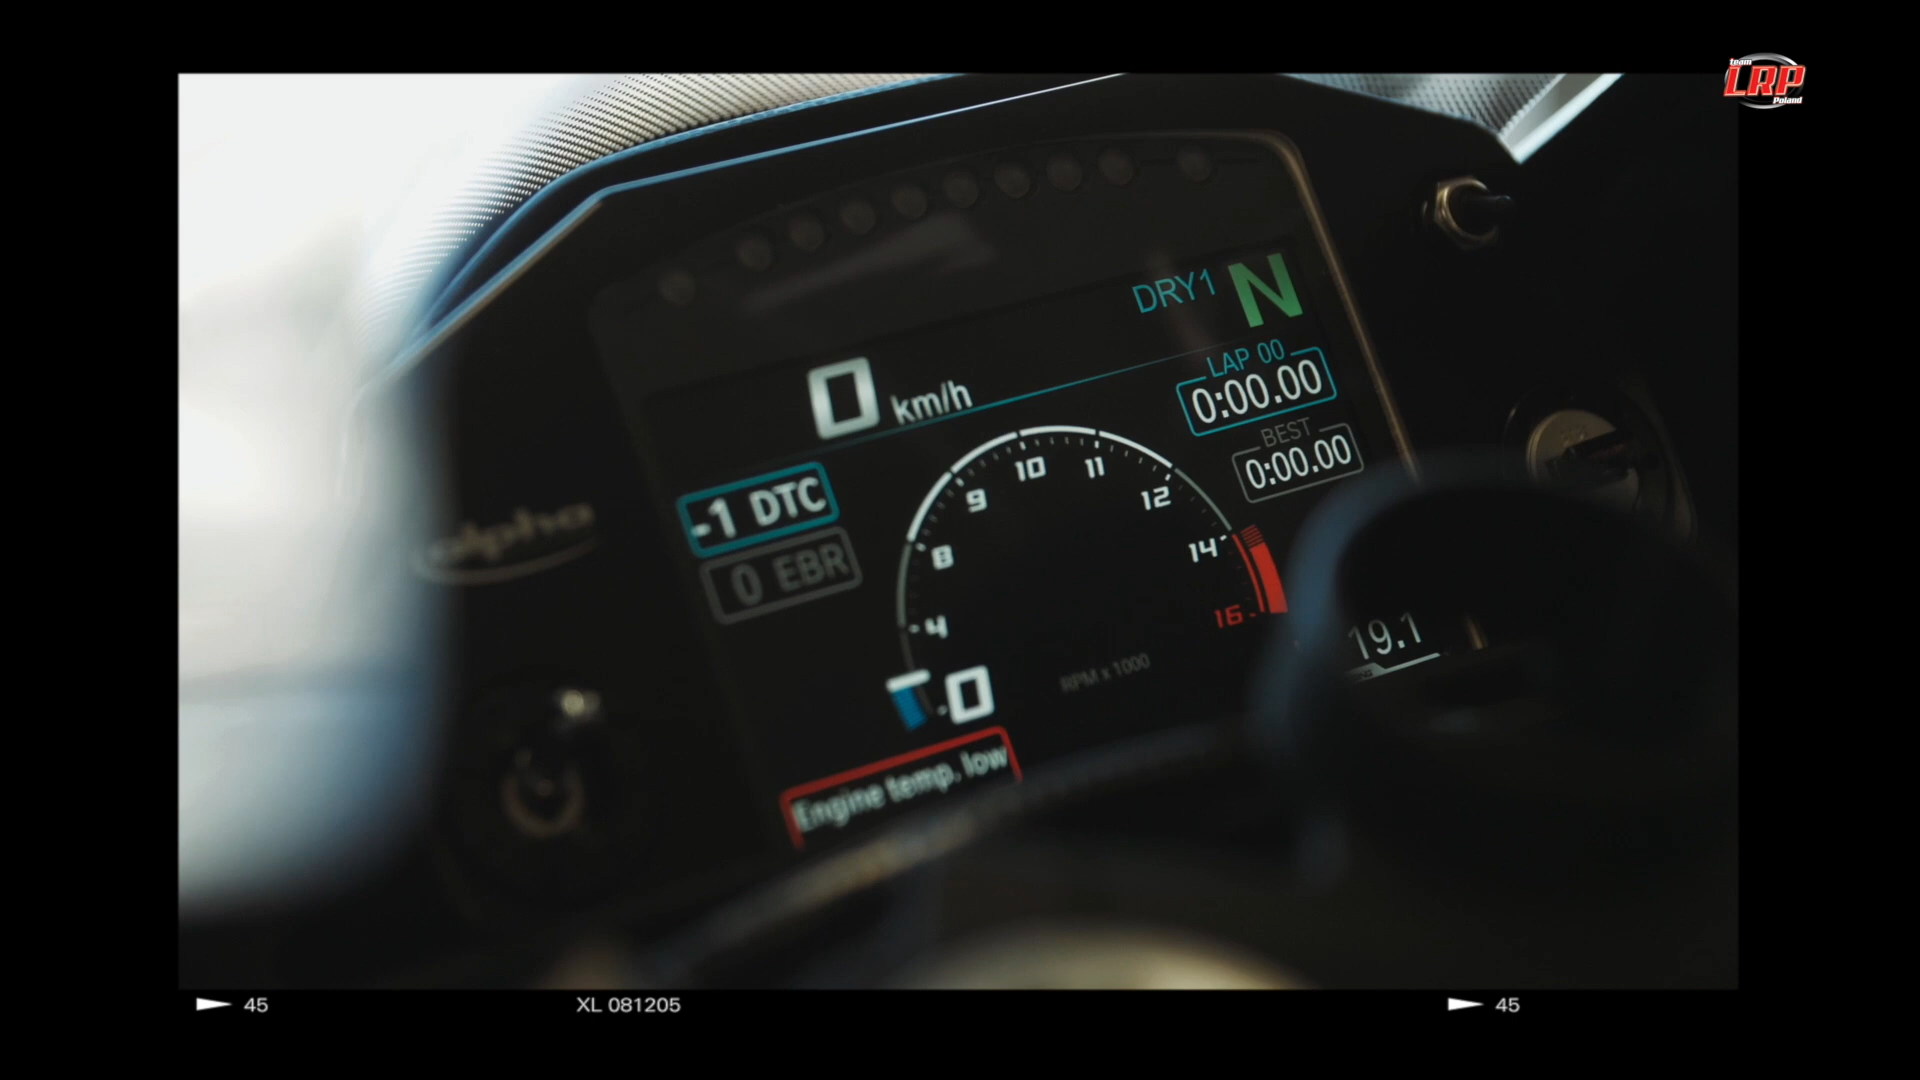 team
LRP
Poland
DRY1 N
0 km/h
LAP 00
0:00.00
BEST
0:00.00
-1 DTC
0 EBR
alpha
4
8
9
10
11
12
14
16
-0
RPM x 1000
19.1
Engine temp. low
45
XL 081205
45